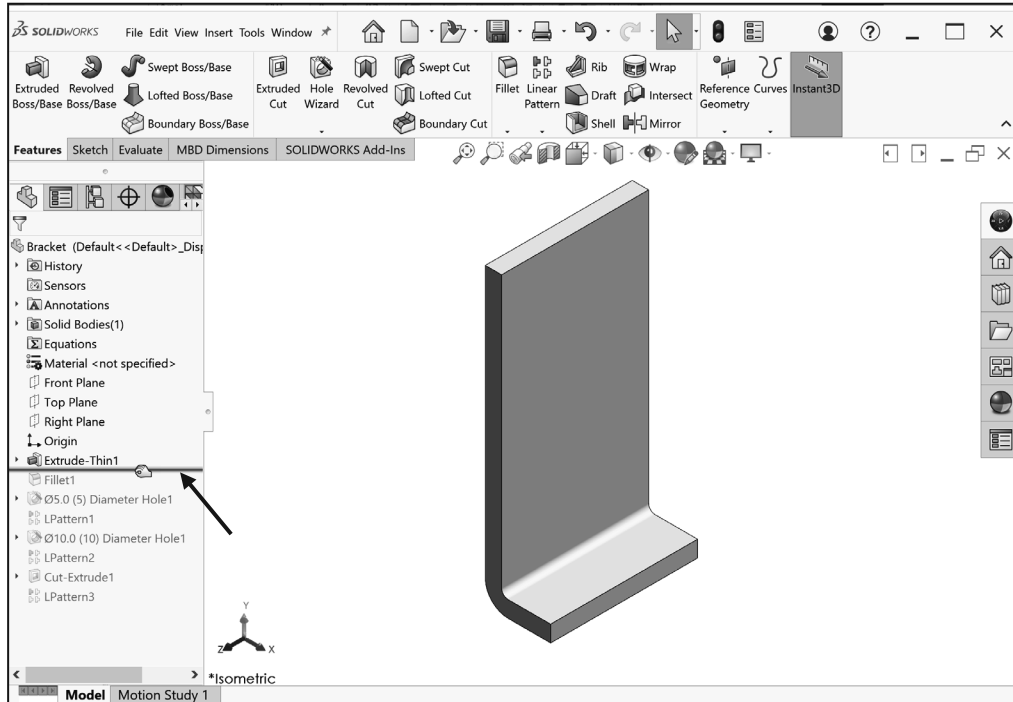 3S SOLIDWORKS File Edit View Insert Tools Window
Extruded Boss/Base
Revolved Boss/Base
Swept Boss/Base
Lofted Boss/Base
Boundary Boss/Base
Extruded Cut
Hole Wizard
Revolved Cut
Swept Cut
Lofted Cut
Boundary Cut
Fillet
Linear Pattern
Rib
Draft
Shell
Wrap
Intersect
Mirror
Reference Geometry
Curves
Instant3D
Features Sketch Evaluate MBD Dimensions SOLIDWORKS Add-Ins
Bracket (Default<<Default>_Disp
History
Sensors
Annotations
Solid Bodies(1)
Equations
Material <not specified>
Front Plane
Top Plane
Right Plane
Origin
Extrude-Thin1
Fillet1
Ø5.0 (5) Diameter Hole1
LPattern1
Ø10.0 (10) Diameter Hole1
LPattern2
Cut-Extrude1
LPattern3
Y
Z X
*Isometric
Model Motion Study 1